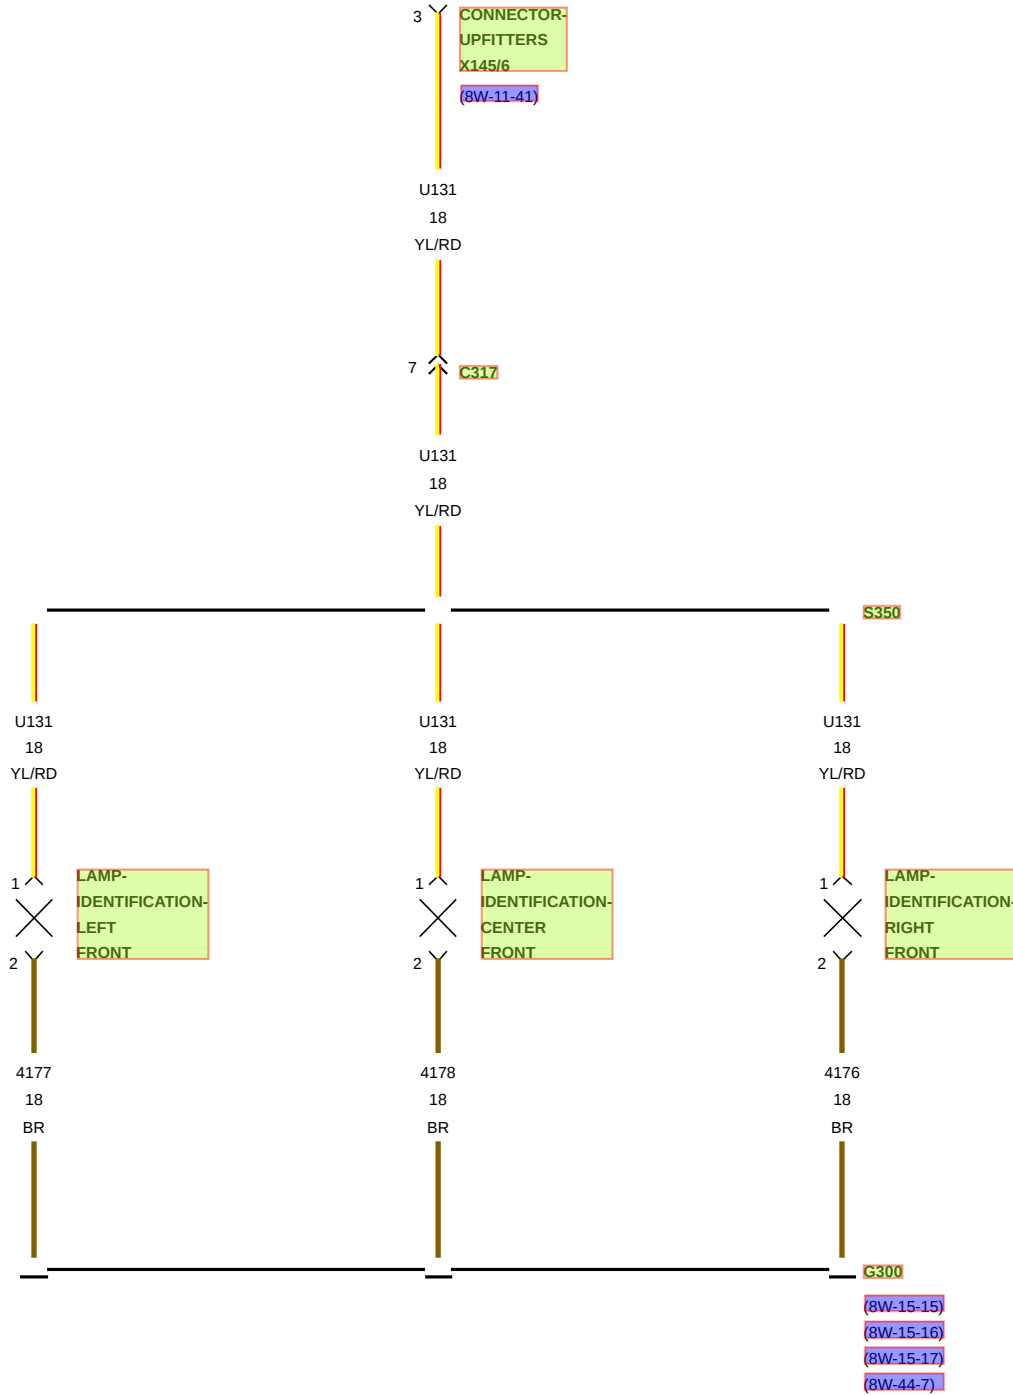 3
CONNECTOR-
UPFITTERS
X145/6
(8W-11-41)
U131
18
YL/RD
7
C317
U131
18
YL/RD
S350
U131
18
YL/RD
U131
18
YL/RD
U131
18
YL/RD
1
LAMP-
IDENTIFICATION-
LEFT
FRONT
2
1
LAMP-
IDENTIFICATION-
CENTER
FRONT
2
1
LAMP-
IDENTIFICATION-
RIGHT
FRONT
2
4177
18
BR
4178
18
BR
4176
18
BR
G300
(8W-15-15)
(8W-15-16)
(8W-15-17)
(8W-44-7)